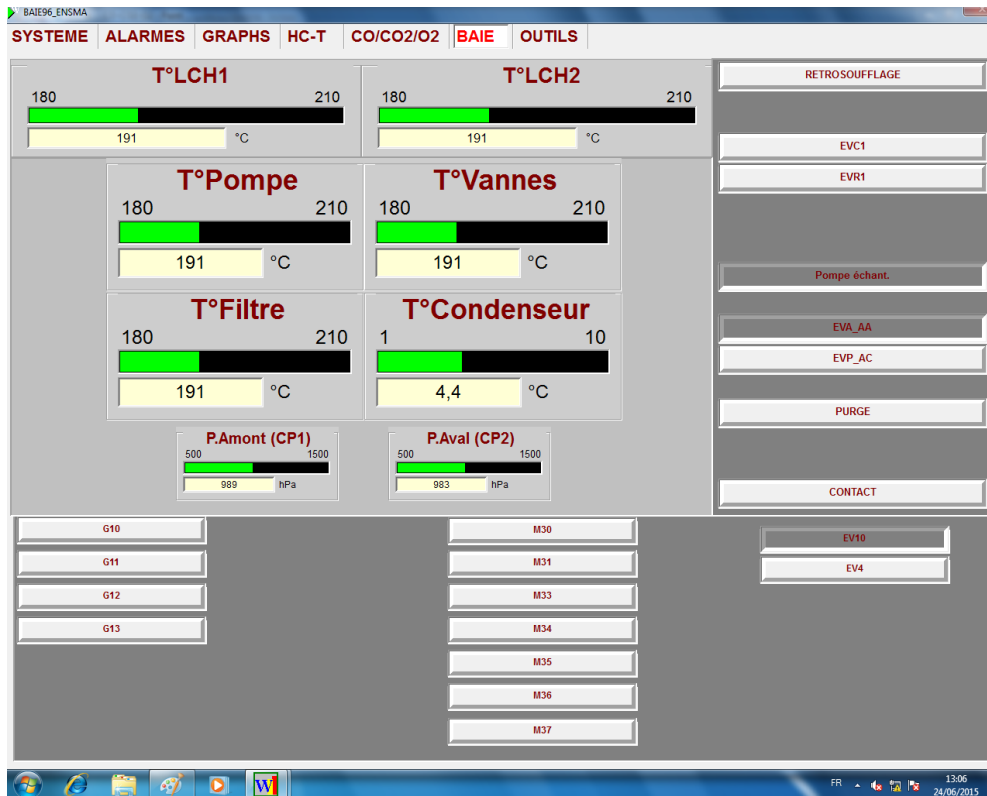 BAIE96_ENSMA
SYSTEME ALARMES GRAPHS HC-T CO/CO2/O2 BAIE OUTILS
T°LCH1
180 210
191 °C
T°LCH2
180 210
191 °C
T°Pompe
180 210
191 °C
T°Vannes
180 210
191 °C
T°Filtre
180 210
191 °C
T°Condenseur
1 10
4,4 °C
P.Amont (CP1)
500 1500
989 hPa
P.Aval (CP2)
500 1500
983 hPa
RETROSOUFFLAGE
EVC1
EVR1
Pompe échant.
EVA_AA
EVP_AC
PURGE
CONTACT
G10
G11
G12
G13
M30
M31
M33
M34
M35
M36
M37
EV10
EV4
W
FR
13:06
24/06/2015